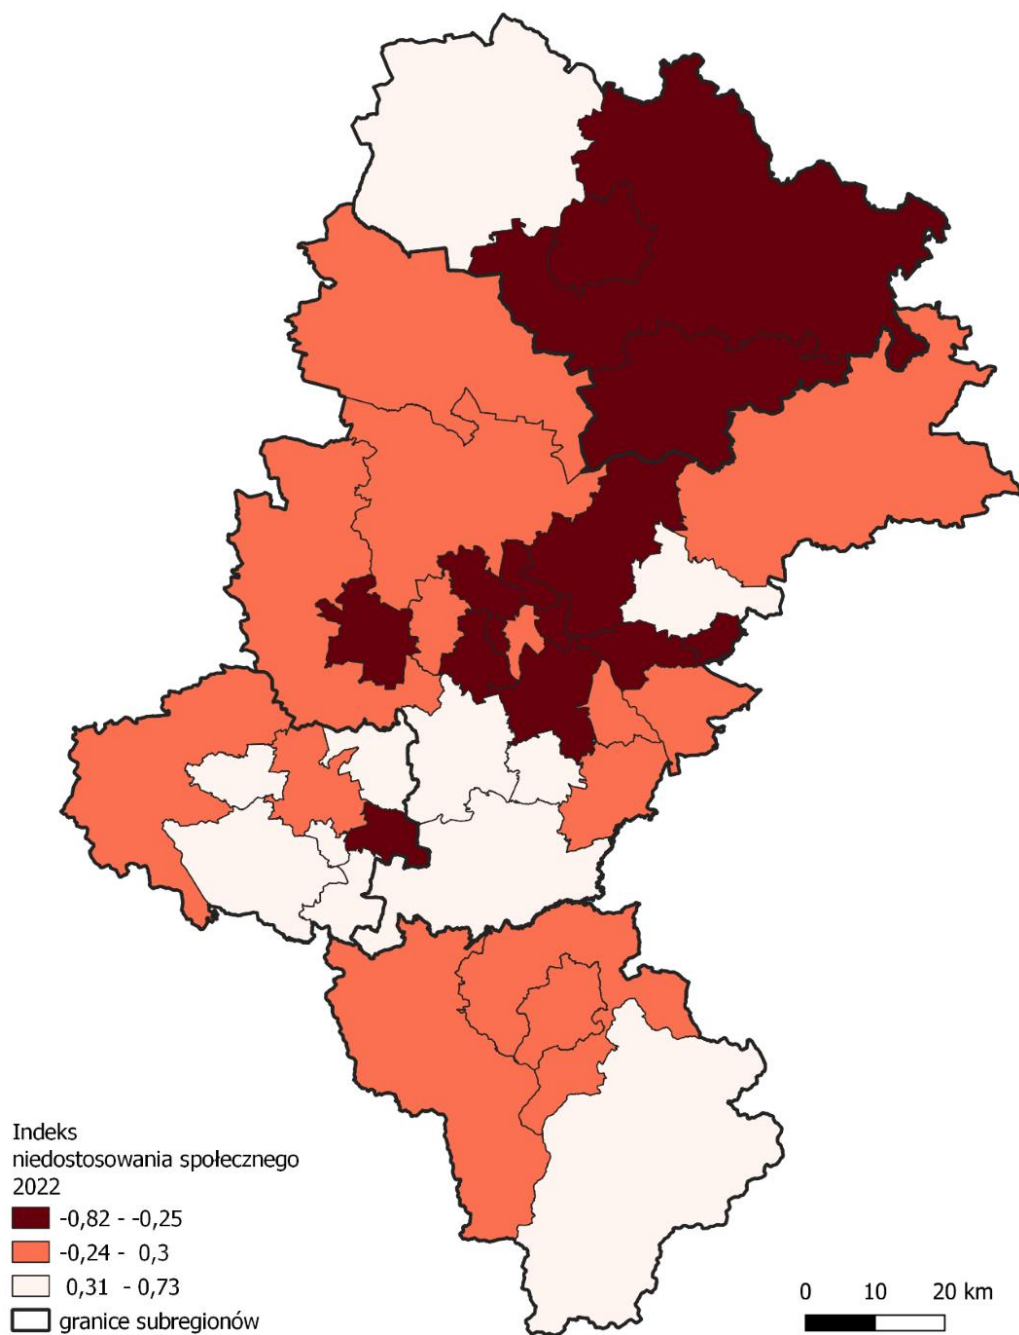 Indeks
niedostosowania społecznego
2022
-0,82 - -0,25
-0,24 - 0,3
0,31 - 0,73
granice subregionów
0 10 20 km